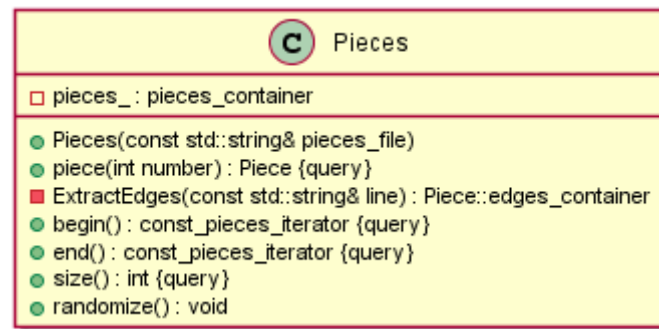 C Pieces
pieces_ : pieces_container
Pieces(const std::string& pieces_file)
piece(int number) : Piece {query}
ExtractEdges(const std::string& line) : Piece::edges_container
begin() : const_pieces_iterator {query}
end() : const_pieces_iterator {query}
size() : int {query}
randomize() : void